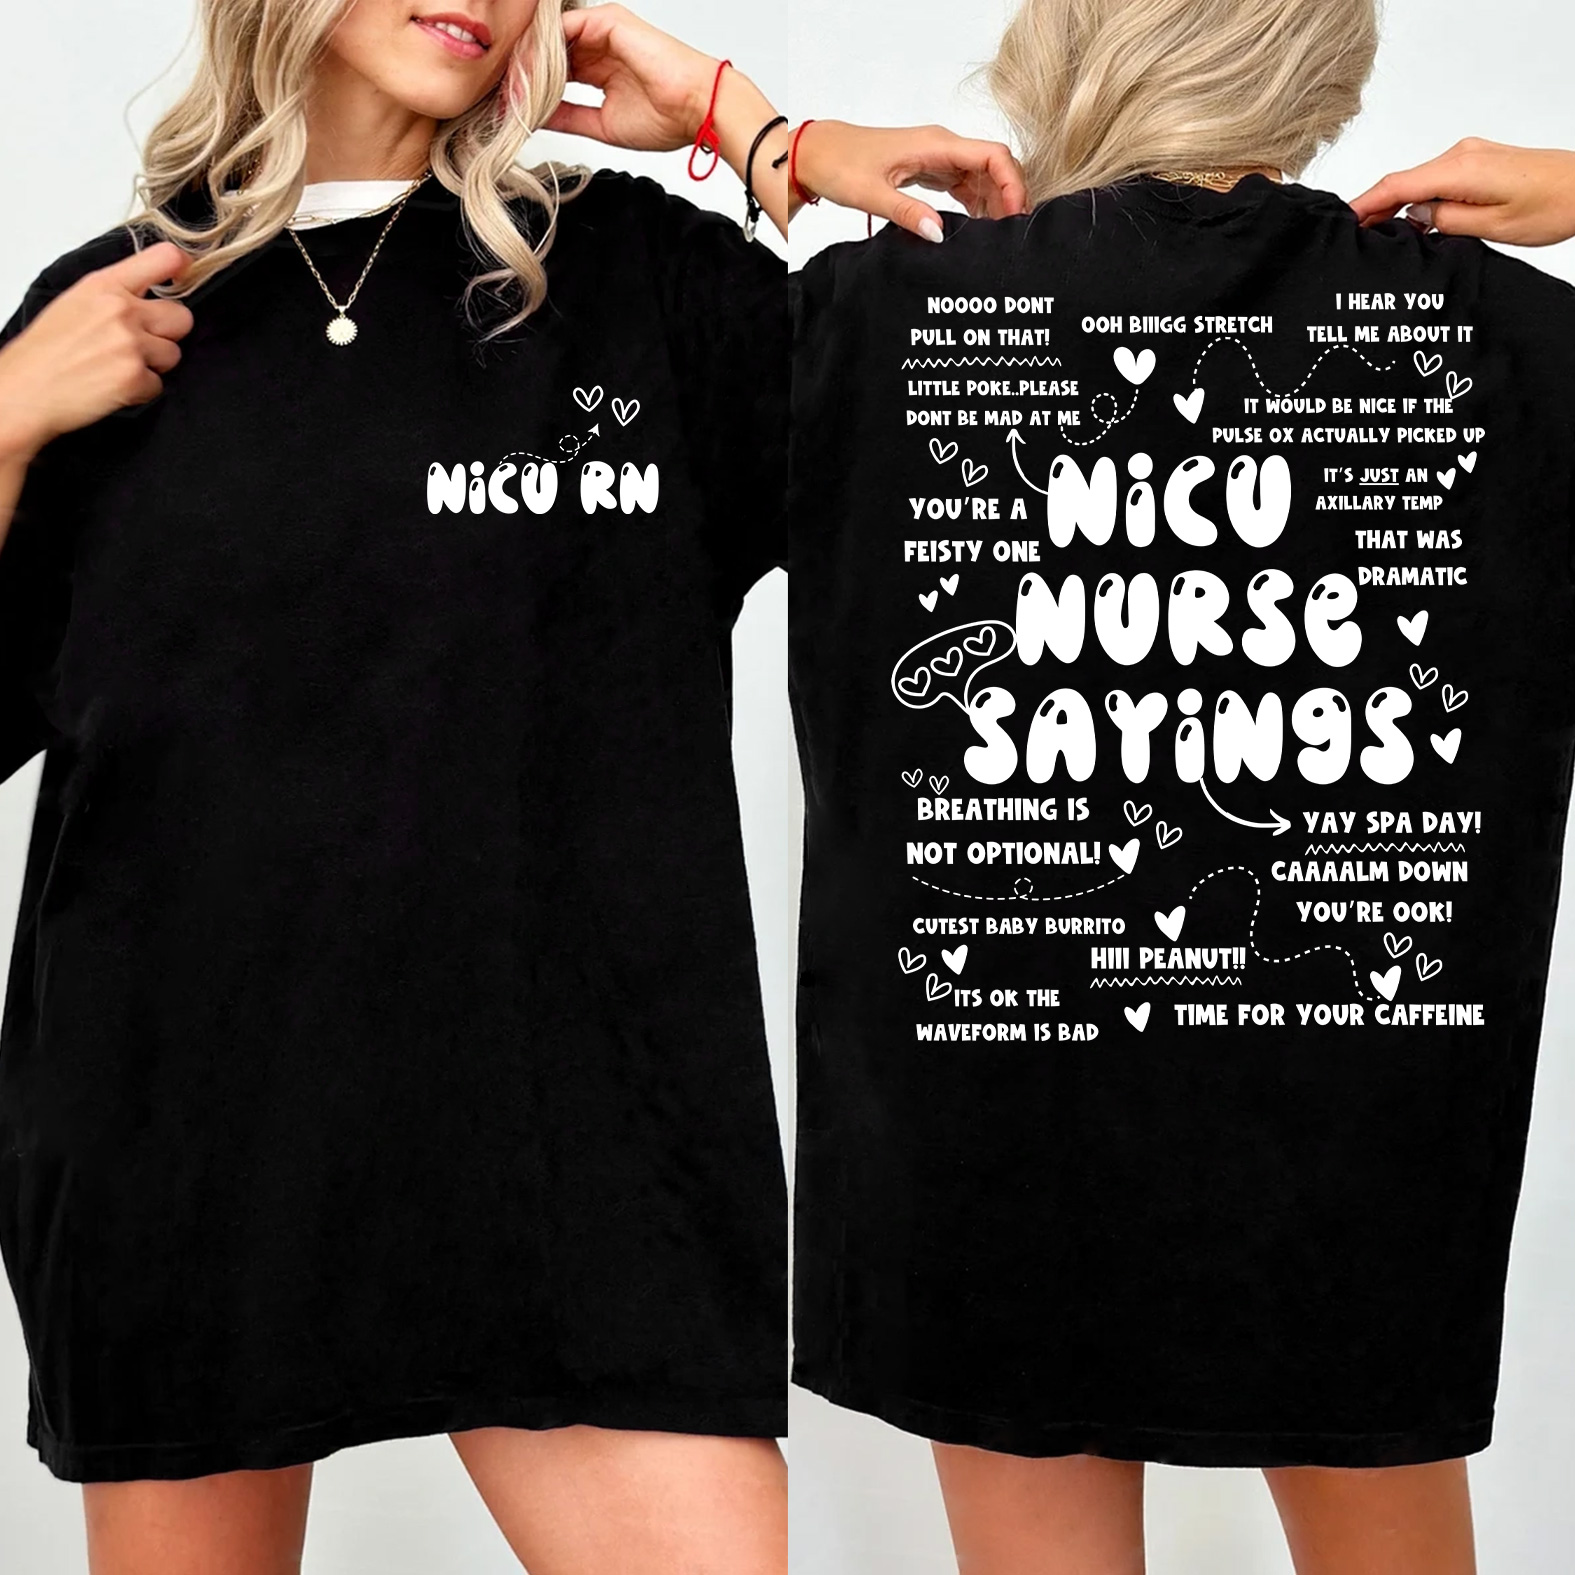 NiCU RN
NOOOO DONT
PULL ON THAT!
OOH BIIIGG STRETCH
I HEAR YOU
TELL ME ABOUT IT
LITTLE POKE..PLEASE
DONT BE MAD AT ME
IT WOULD BE NICE IF THE
PULSE OX ACTUALLY PICKED UP
IT'S JUST AN
AXILLARY TEMP
YOU'RE A
FEISTY ONE
THAT WAS
DRAMATIC
NiCU
NURSe
SAYiNgS
BREATHING IS
NOT OPTIONAL!
YAY SPA DAY!
CAAAALM DOWN
YOU'RE OOK!
CUTEST BABY BURRITO
HIII PEANUT!!
ITS OK THE
WAVEFORM IS BAD
TIME FOR YOUR CAFFEINE